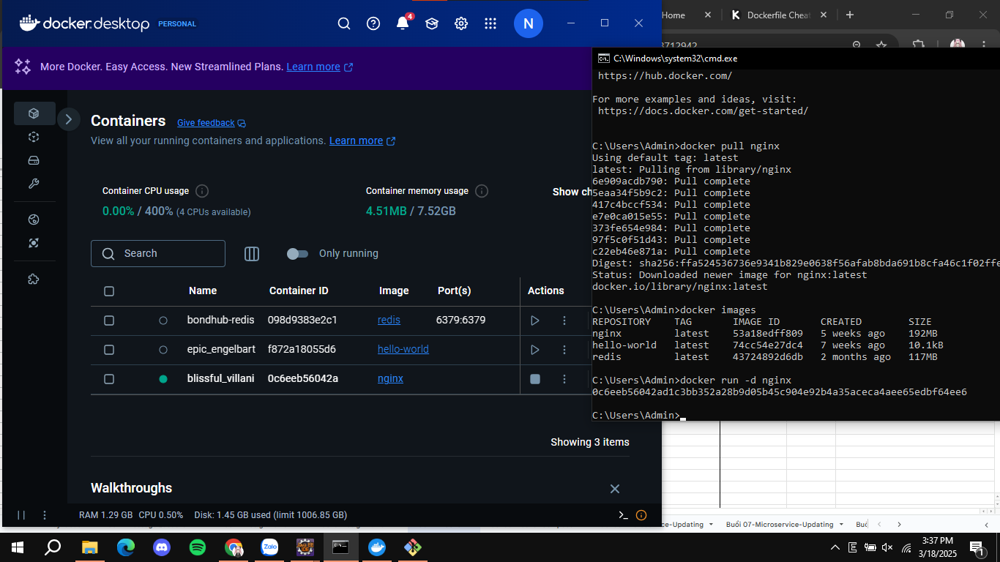 docker.desktop PERSONAL
4
N
More Docker. Easy Access. New Streamlined Plans. Learn more
Containers Give feedback
View all your running containers and applications. Learn more
Container CPU usage
0.00% / 400% (4 CPUs available)
Container memory usage
4.51MB / 7.52GB
Show ch
Search
Only running
Name Container ID Image Port(s) Actions
bondhub-redis 098d9383e2c1 redis 6379:6379
epic_engelbart f872a18055d6 hello-world
blissful_villani 0c6eeb56042a nginx
Showing 3 items
Walkthroughs
RAM 1.29 GB CPU 0.50% Disk: 1.45 GB used (limit 1006.85 GB)
Home
Dockerfile Cheat
3712942
C:\Windows\system32\cmd.exe
https://hub.docker.com/
For more examples and ideas, visit:
https://docs.docker.com/get-started/
C:\Users\Admin>docker pull nginx
Using default tag: latest
latest: Pulling from library/nginx
6e909acdb790: Pull complete
5eaa34f5b9c2: Pull complete
417c4bccf534: Pull complete
e7e0ca015e55: Pull complete
373fe654e984: Pull complete
97f5c0f51d43: Pull complete
c22eb46e871a: Pull complete
Digest: sha256:ffa524536736e9341b829e0638f56afab8bda691b8cfa46c1f02ffe
Status: Downloaded newer image for nginx:latest
docker.io/library/nginx:latest
C:\Users\Admin>docker images
REPOSITORY TAG IMAGE ID CREATED SIZE
nginx latest 53a18edff809 5 weeks ago 192MB
hello-world latest 74cc54e27dc4 7 weeks ago 10.1kB
redis latest 43724892d6db 2 months ago 117MB
C:\Users\Admin>docker run -d nginx
0c6eeb56042ad1c3bb352a28b9d05b45c904e92b4a35aceca4aee65edbf64ee6
C:\Users\Admin>
ce-Updating
Buổi 07-Microservice-Updating
Buổ
Zalo
3:37 PM
3/18/2025
1